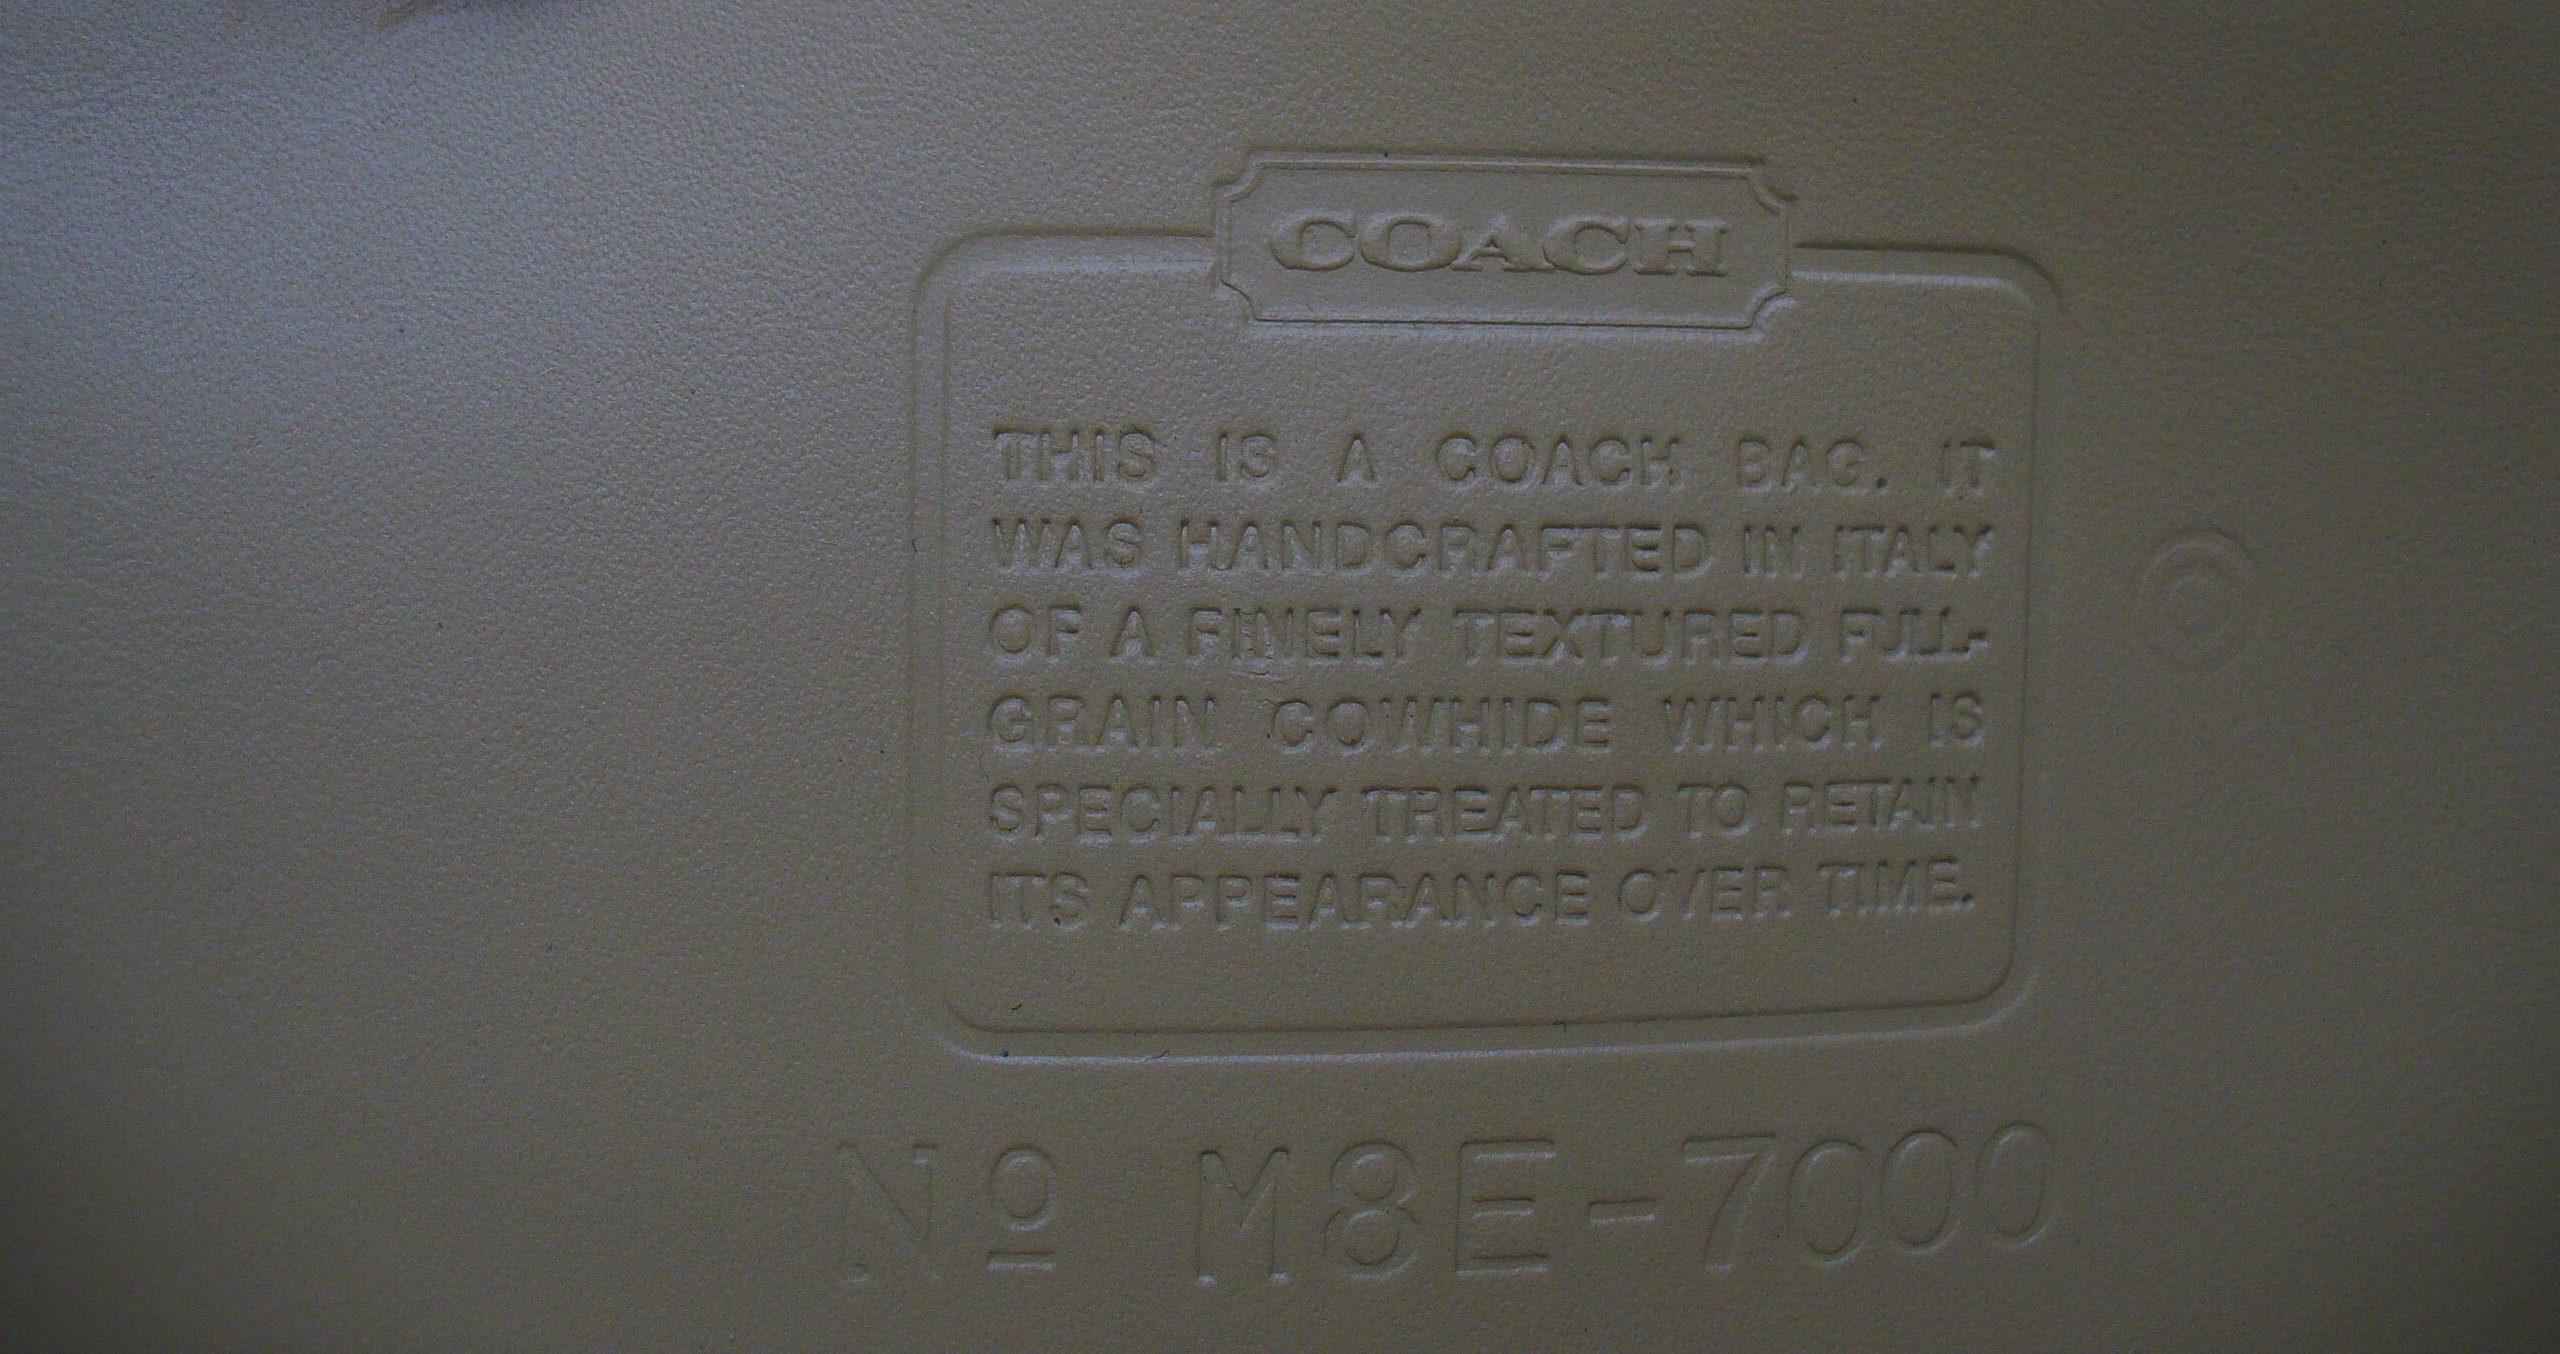 COACH
THIS IS A COACH BAG. IT
WAS HANDCRAFTED IN ITALY
OF A FINELY TEXTURED FULL-
GRAIN COWHIDE WHICH IS
SPECIALLY TREATED TO RETAIN
ITS APPEARANCE OVER TIME.
Nº M8E-7000